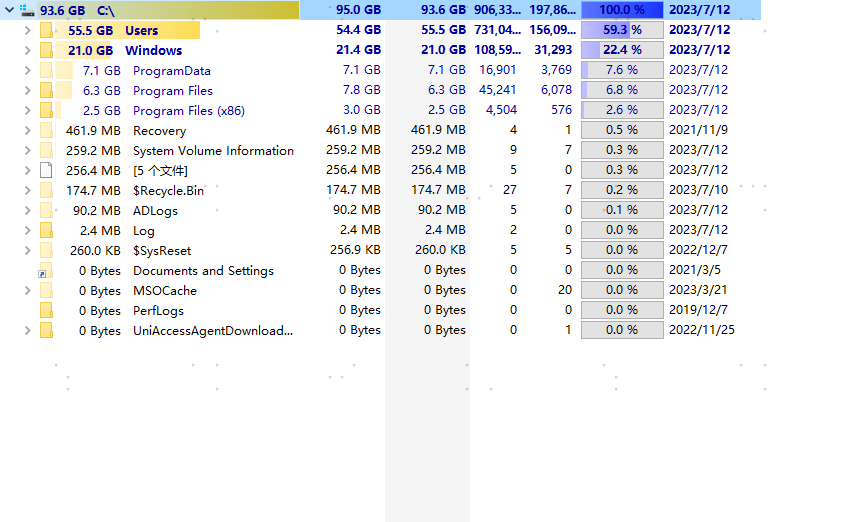 93.6 GB C:\ 95.0 GB 93.6 GB 906,33... 197,86... 100.0 % 2023/7/12
55.5 GB Users 54.4 GB 55.5 GB 731,04... 156,09... 59.3 % 2023/7/12
21.0 GB Windows 21.4 GB 21.0 GB 108,59... 31,293 22.4 % 2023/7/12
7.1 GB ProgramData 7.1 GB 7.1 GB 16,901 3,769 7.6 % 2023/7/12
6.3 GB Program Files 7.8 GB 6.3 GB 45,241 6,078 6.8 % 2023/7/12
2.5 GB Program Files (x86) 3.0 GB 2.5 GB 4,504 576 2.6 % 2023/7/12
461.9 MB Recovery 461.9 MB 461.9 MB 4 1 0.5 % 2021/11/9
259.2 MB System Volume Information 259.2 MB 259.2 MB 9 7 0.3 % 2023/7/12
256.4 MB [5 个文件] 256.4 MB 256.4 MB 5 0 0.3 % 2023/7/12
174.7 MB $Recycle.Bin 174.7 MB 174.7 MB 27 7 0.2 % 2023/7/10
90.2 MB ADLogs 90.2 MB 90.2 MB 5 0 0.1 % 2023/7/12
2.4 MB Log 2.4 MB 2.4 MB 2 0 0.0 % 2023/7/12
260.0 KB $SysReset 256.9 KB 260.0 KB 5 5 0.0 % 2022/12/7
0 Bytes Documents and Settings 0 Bytes 0 Bytes 0 0 0.0 % 2021/3/5
0 Bytes MSOCache 0 Bytes 0 Bytes 0 20 0.0 % 2023/3/21
0 Bytes PerfLogs 0 Bytes 0 Bytes 0 0 0.0 % 2019/12/7
0 Bytes UniAccessAgentDownload... 0 Bytes 0 Bytes 0 1 0.0 % 2022/11/25